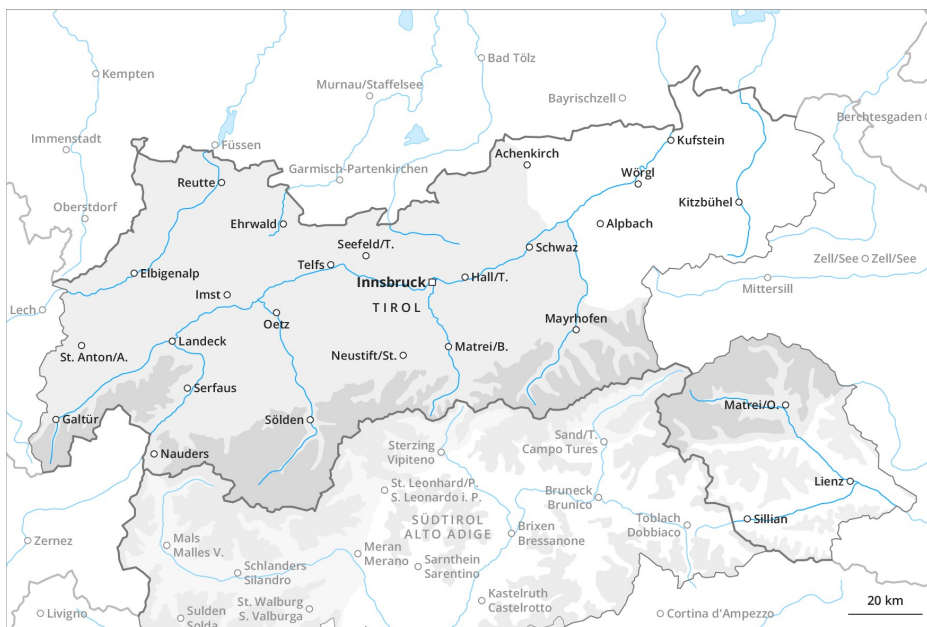 Bad Tölz
Kempten
Murnau/Staffelsee
Bayrischzell
Berchtesgaden
Immenstadt
Füssen
Kufstein
Achenkirch
Garmisch-Partenkirchen
Reutte
Wörgl
Oberstdorf
Kitzbühel
Ehrwald
Alpbach
Seefeld/T.
Schwaz
Telfs
Zell/See
Zell/See
Elbigenalp
Hall/T.
Innsbruck
Mittersill
Imst
Lech
TIROL
Oetz
Mayrhofen
Landeck
Matrei/B.
St. Anton/A.
Neustift/St.
Serfaus
Matrei/O.
Galtür
Sölden
Sterzing
Vipiteno
Sand/T.
Campo Tures
Nauders
St. Leonhard/P.
S. Leonardo i. P.
Lienz
Bruneck
Brunico
SÜDTIROL
ALTO ADIGE
Toblach
Dobbiaco
Sillian
Brixen
Bressanone
Zernez
Mals
Malles V.
Meran
Merano
Sarnthein
Sarentino
Schlanders
Silandro
Kastelruth
Castelrotto
St. Walburg
S. Valburga
20 km
Livigno
Sulden
Solda
Cortina d'Ampezzo